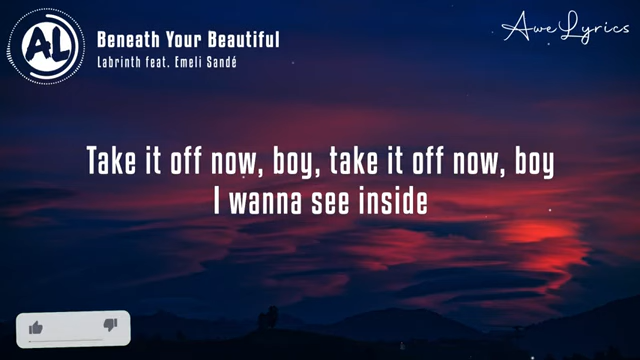 AL
Beneath Your Beautiful
Labrinth feat. Emeli Sandé
AweLyrics
Take it off now, boy, take it off now, boy
I wanna see inside